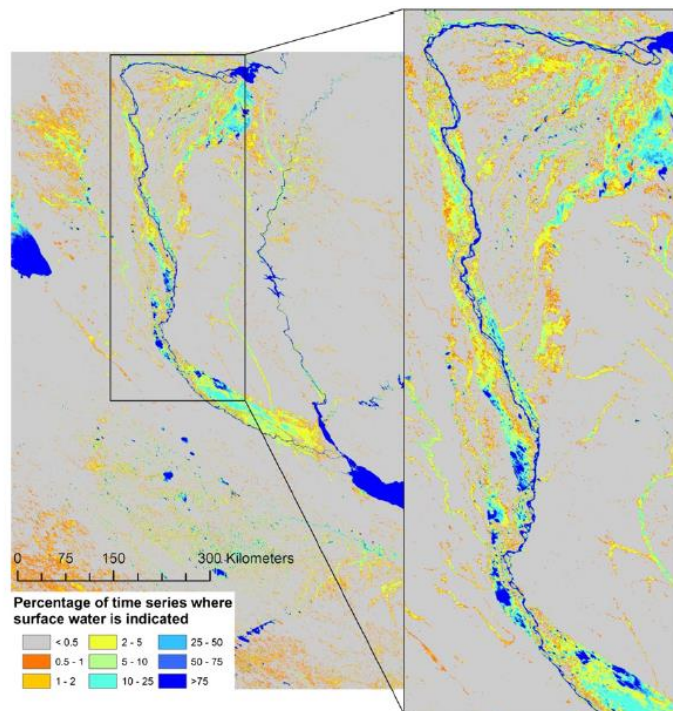 0 75 150 300 Kilometers
Percentage of time series where
surface water is indicated
< 0.5 2 - 5 25 - 50
0.5 - 1 5 - 10 50 - 75
1 - 2 10 - 25 >75